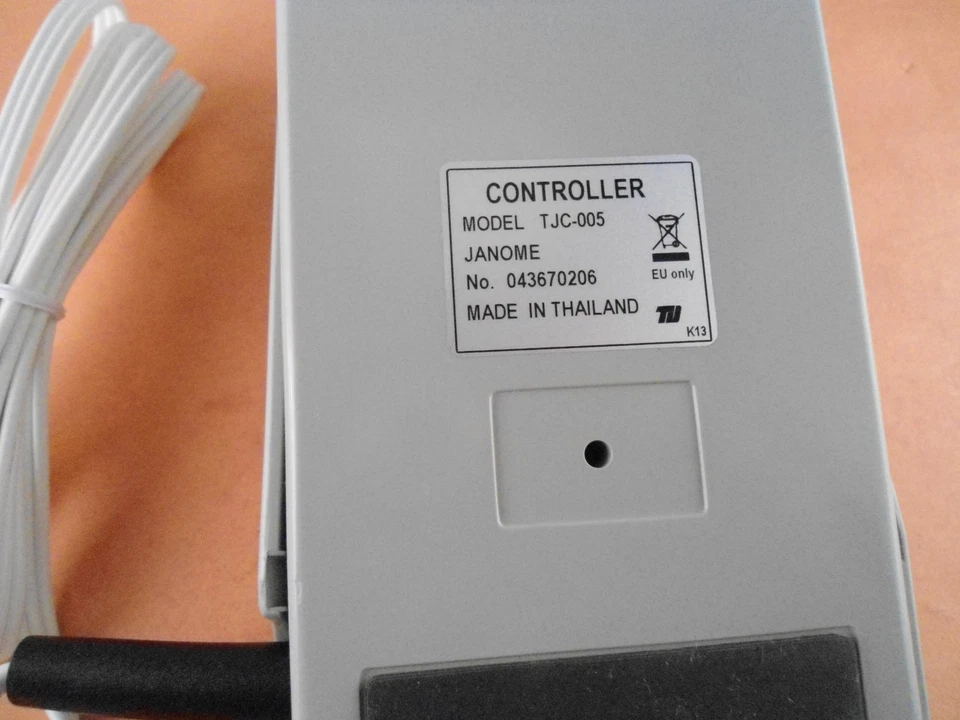 CONTROLLER
MODEL TJC-005
JANOME
No. 043670206
EU only
MADE IN THAILAND
K13